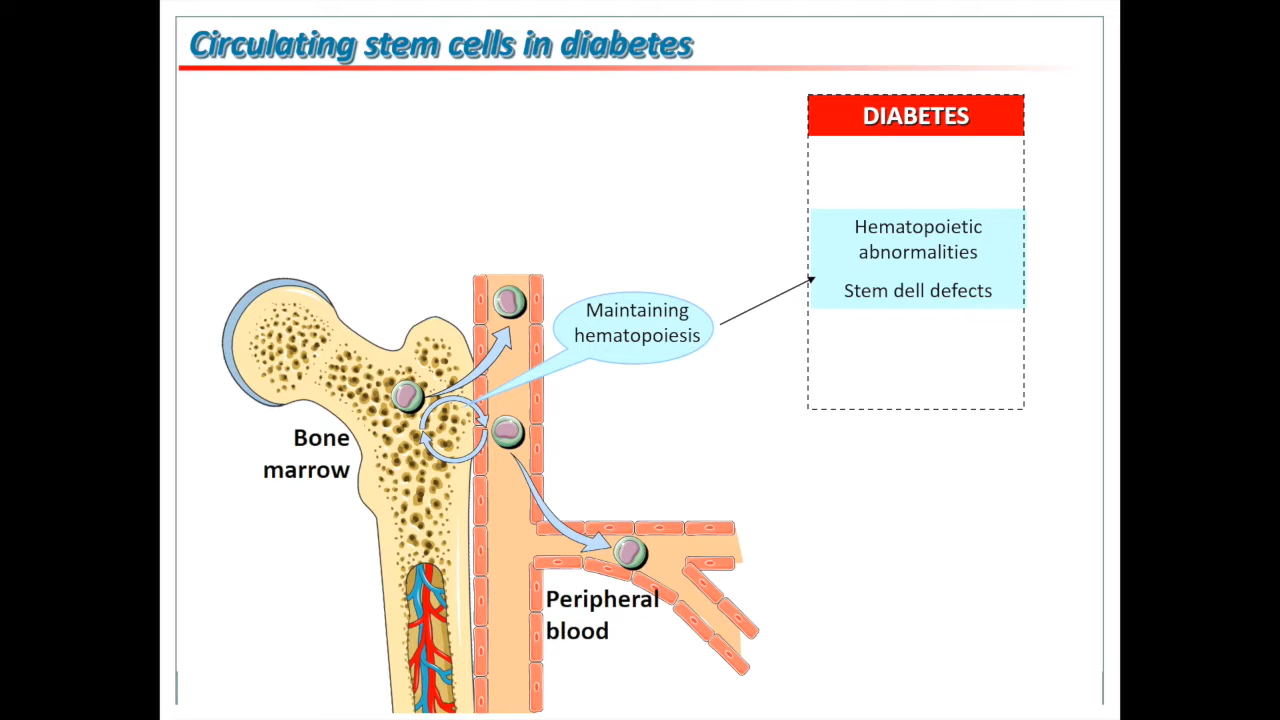 Circulating stem cells in diabetes
DIABETES
Hematopoietic
abnormalities
Stem dell defects
Maintaining
hematopoiesis
Bone
marrow
Peripheral
blood